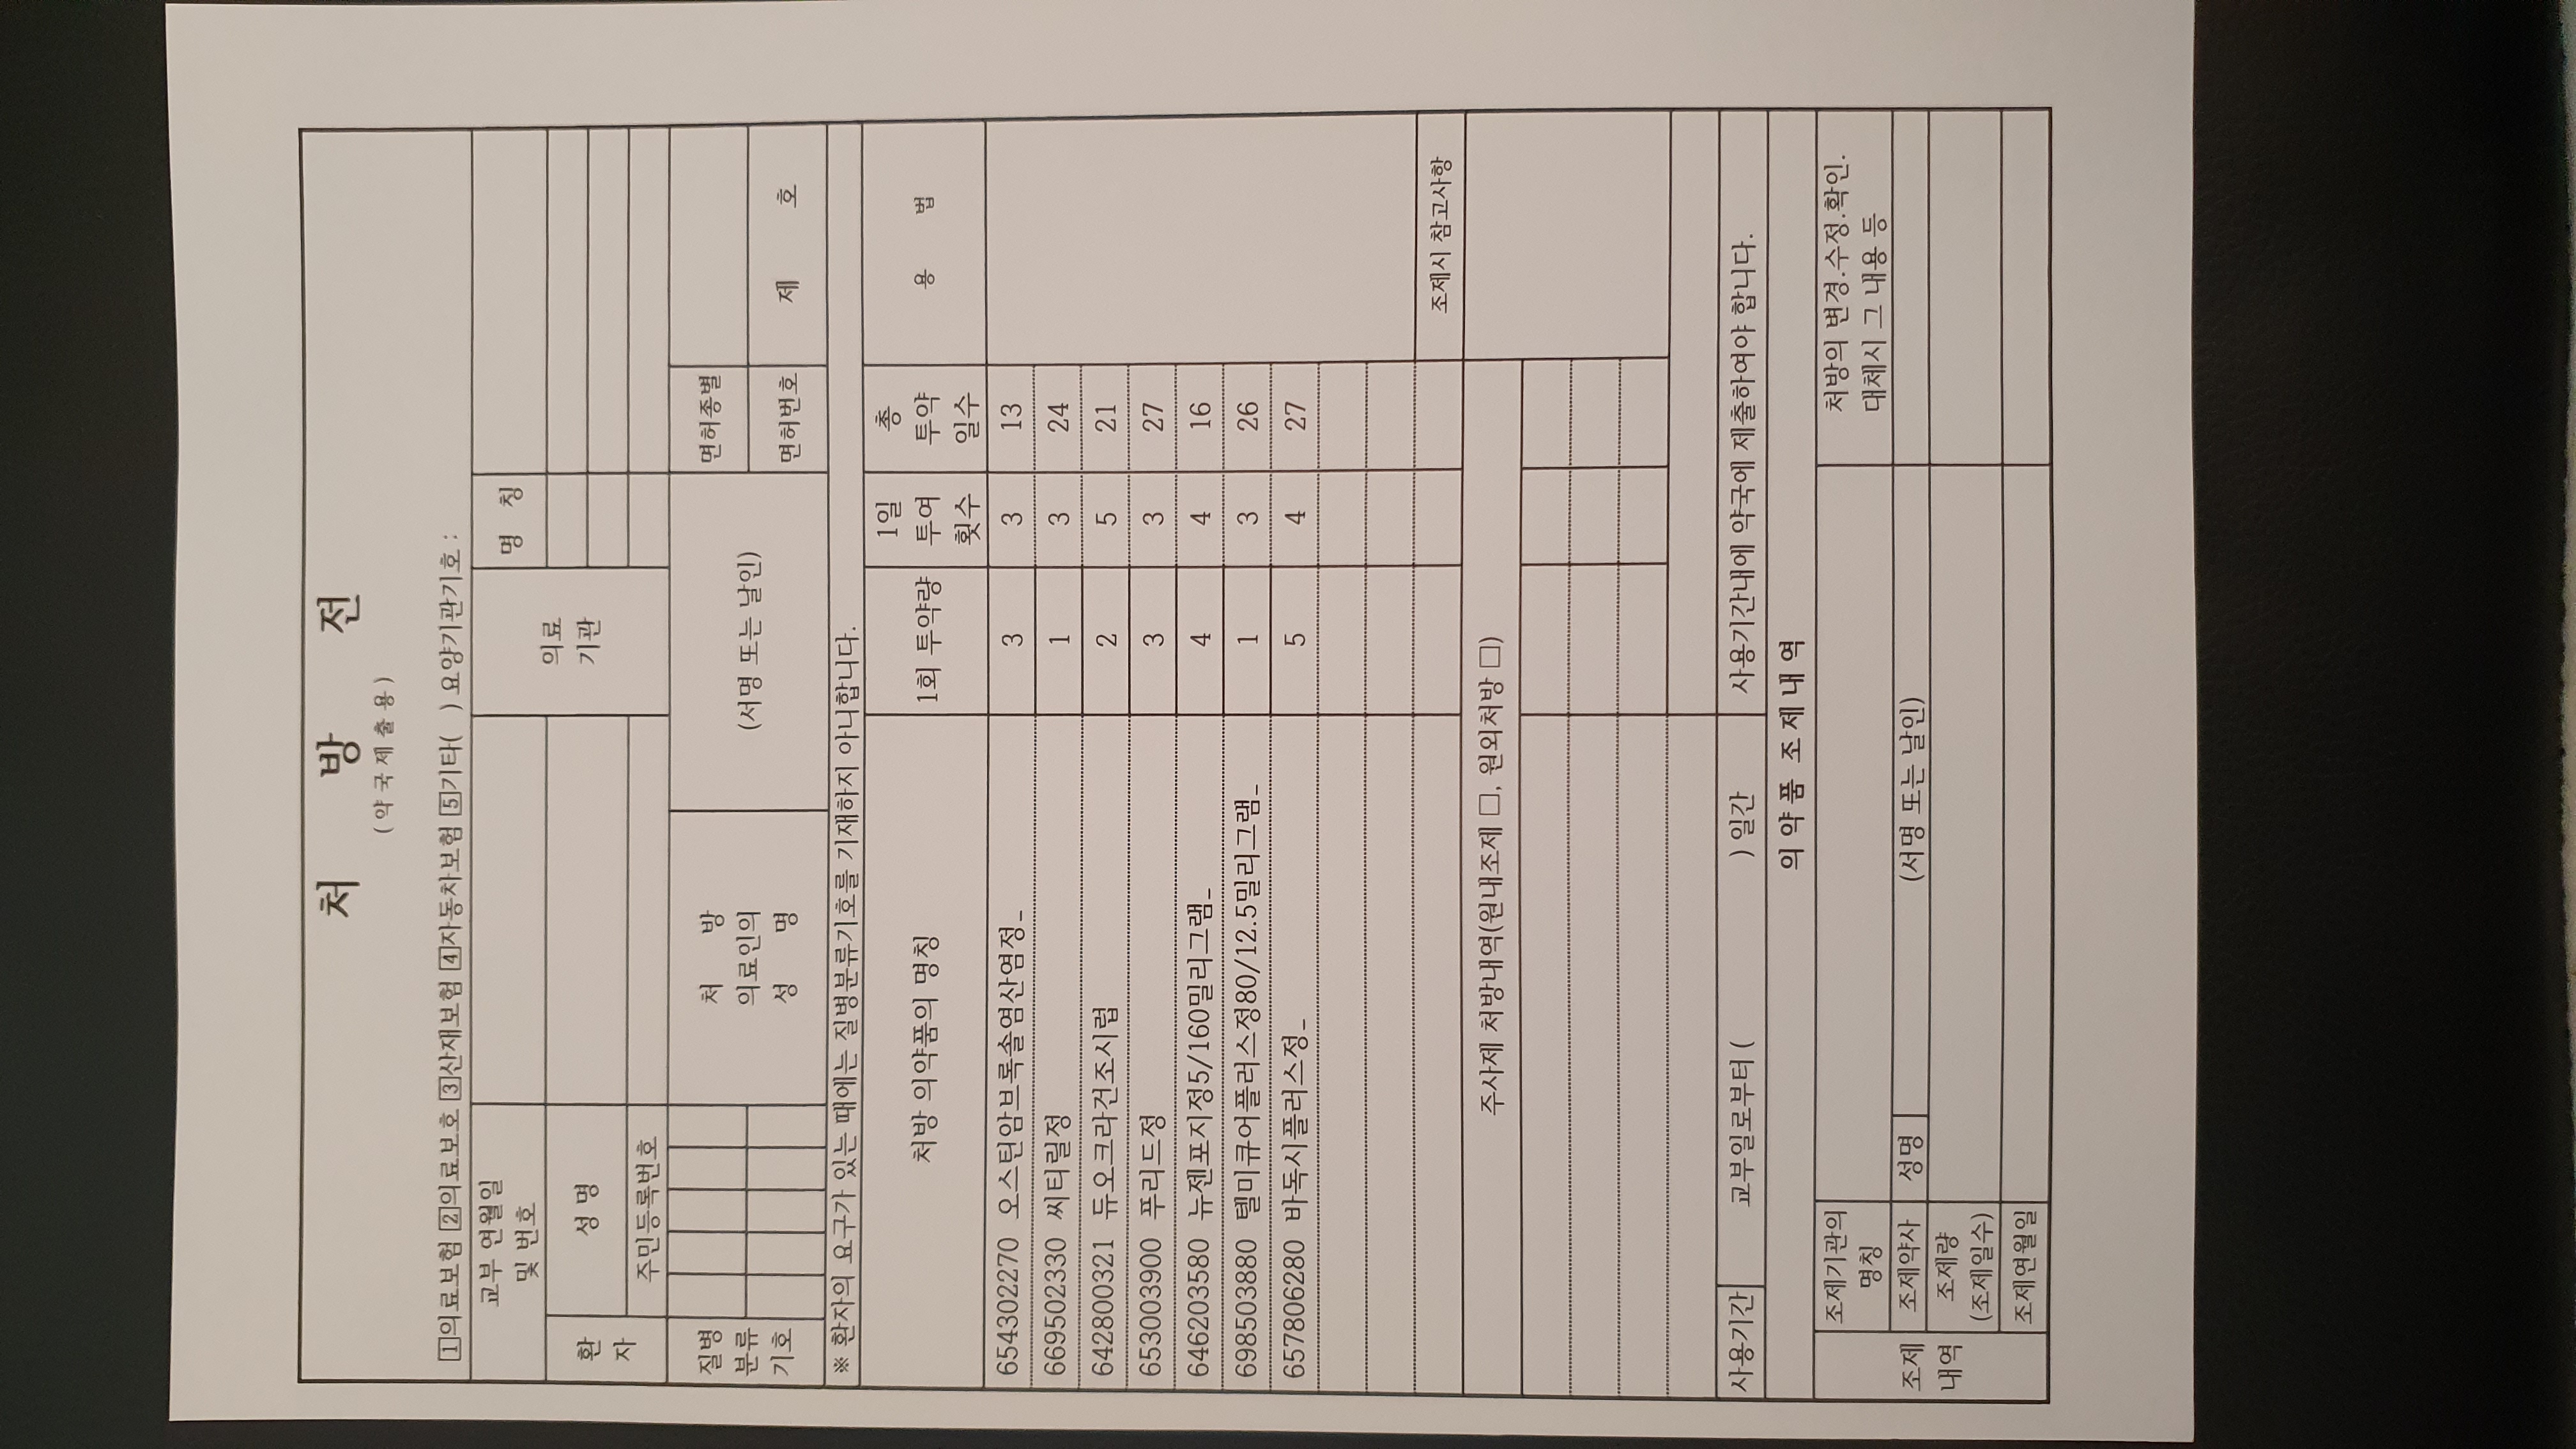 처 방 전
(약국제출용)
1의료보험 2의료보호 3산재보험 4자동차보험 5기타( ) 요양기관기호 :
교부 연월일
및 번호
의료
기관
명 칭
환
자
성 명
주민등록번호
질병
분류
기호
처 방
의료인의
성 명
(서명 또는 날인)
면허종별
면허번호
제 호
※ 환자의 요구가 있는 때에는 질병분류기호를 기재하지 아니합니다.
처방 의약품의 명칭
1회 투약량
1일
투여
횟수
총
투약
일수
용 법
654302270 오스틴암브록솔염산염정_ 3 3 13
669502330 씨티릴정 1 3 24
642800321 듀오크라건조시럽 2 5 21
653003900 푸리드정 3 3 27
646203580 뉴젠포지정5/160밀리그램_ 4 4 16
698503880 텔미큐어플러스정80/12.5밀리그램_ 1 3 26
657806280 바독시플러스정_ 5 4 27
조제시 참고사항
주사제 처방내역(원내조제 □, 원외처방 □)
사용기간 교부일로부터 ( ) 일간 사용기간내에 약국에 제출하여야 합니다.
의약품 조제내역
조제
내역
조제기관의
명칭
처방의 변경.수정.확인.
대체시 그 내용 등
조제약사 성명 (서명 또는 날인)
조제량
(조제일수)
조제연월일